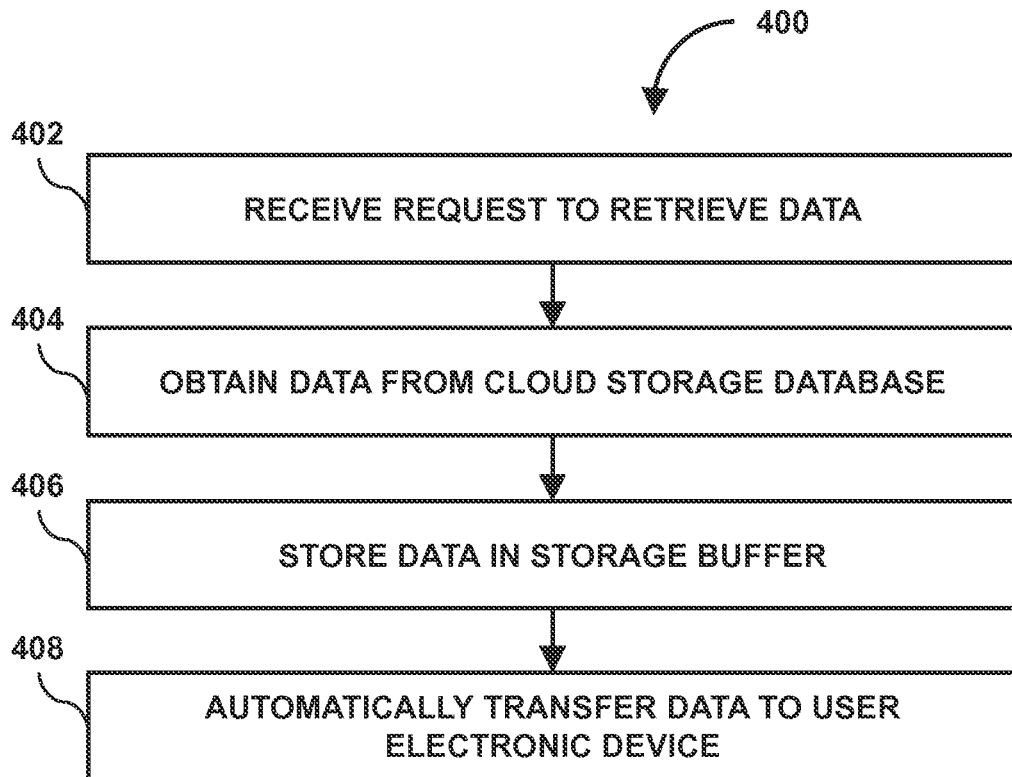 400
402
RECEIVE REQUEST TO RETRIEVE DATA
404
OBTAIN DATA FROM CLOUD STORAGE DATABASE
406
STORE DATA IN STORAGE BUFFER
408
AUTOMATICALLY TRANSFER DATA TO USER
ELECTRONIC DEVICE